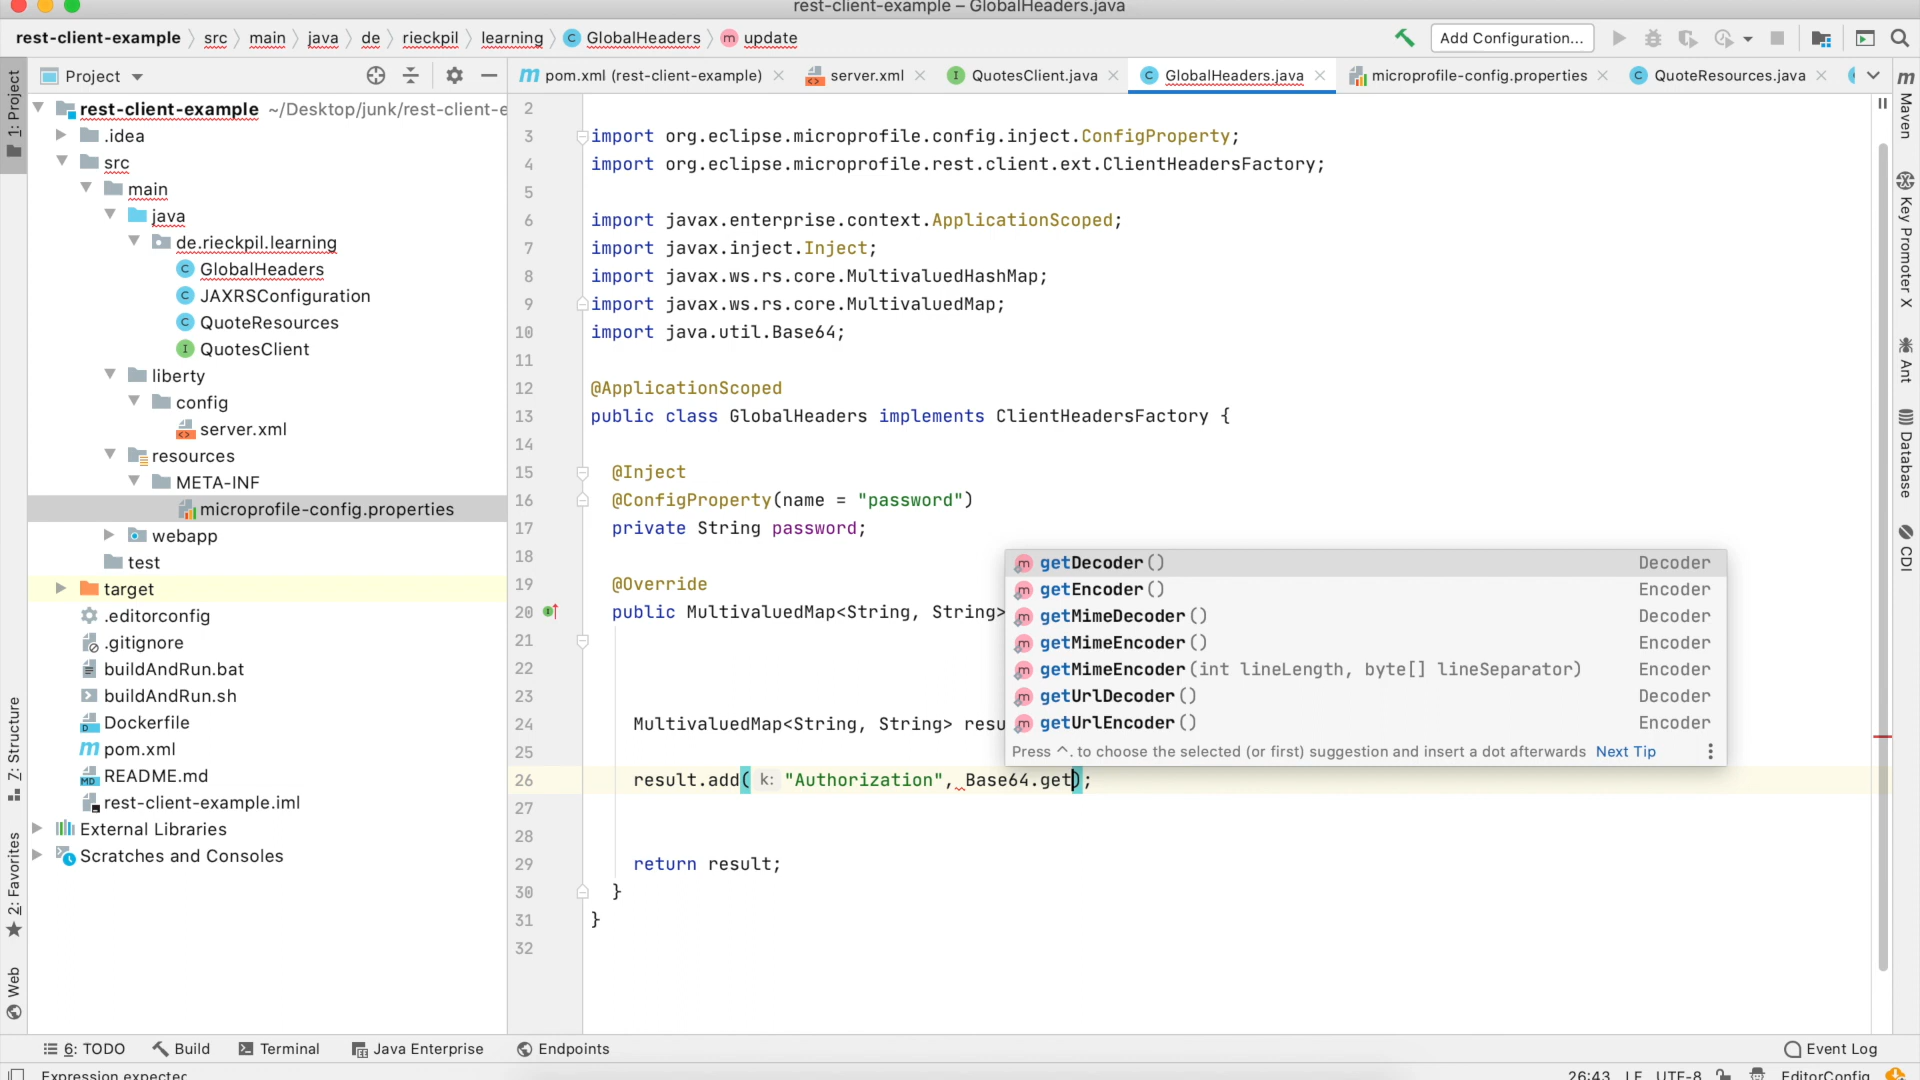 rest-client-example – GlobalHeaders.java
rest-client-example src main java de rieckpil learning GlobalHeaders update
Add Configuration...
Project
pom.xml (rest-client-example) server.xml QuotesClient.java GlobalHeaders.java microprofile-config.properties QuoteResources.java
1: Project
7: Structure
2: Favorites
Web
rest-client-example ~/Desktop/junk/rest-client-e
.idea
src
main
java
de.rieckpil.learning
GlobalHeaders
JAXRSConfiguration
QuoteResources
QuotesClient
liberty
config
server.xml
resources
META-INF
microprofile-config.properties
webapp
test
target
.editorconfig
.gitignore
buildAndRun.bat
buildAndRun.sh
Dockerfile
pom.xml
README.md
rest-client-example.iml
External Libraries
Scratches and Consoles
2
3 import org.eclipse.microprofile.config.inject.ConfigProperty;
4 import org.eclipse.microprofile.rest.client.ext.ClientHeadersFactory;
5
6 import javax.enterprise.context.ApplicationScoped;
7 import javax.inject.Inject;
8 import javax.ws.rs.core.MultivaluedHashMap;
9 import javax.ws.rs.core.MultivaluedMap;
10 import java.util.Base64;
11
12 @ApplicationScoped
13 public class GlobalHeaders implements ClientHeadersFactory {
14
15 @Inject
16 @ConfigProperty(name = "password")
17 private String password;
18
19 @Override
20 public MultivaluedMap<String, String>
21
22
23
24 MultivaluedMap<String, String> resu
25
26 result.add( k: "Authorization", Base64.get);
27
28
29 return result;
30 }
31 }
32
getDecoder() Decoder
getEncoder() Encoder
getMimeDecoder() Decoder
getMimeEncoder() Encoder
getMimeEncoder(int lineLength, byte[] lineSeparator) Encoder
getUrlDecoder() Decoder
getUrlEncoder() Encoder
Press ^. to choose the selected (or first) suggestion and insert a dot afterwards Next Tip
Maven
Key Promoter X
Ant
Database
CDI
6: TODO Build Terminal Java Enterprise Endpoints Event Log
Expression expected 26:43 LF UTF-8 EditorConfig